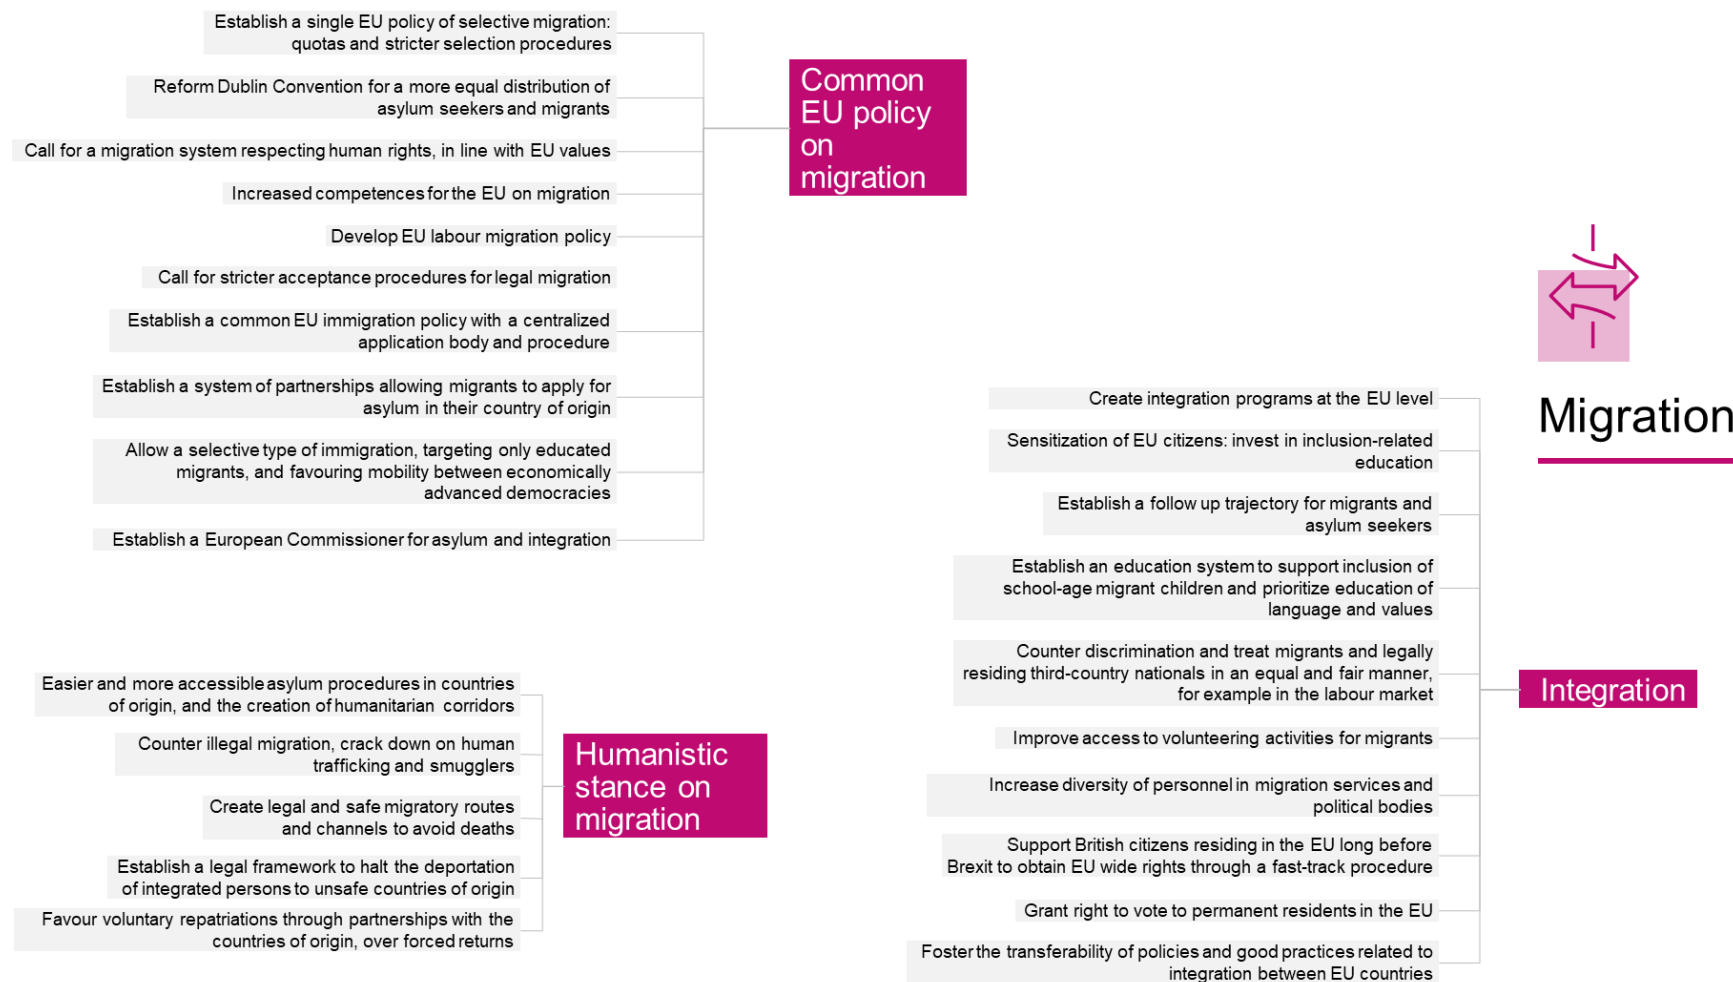 Establish a single EU policy of selective migration:
quotas and stricter selection procedures
Reform Dublin Convention for a more equal distribution of
asylum seekers and migrants
Call for a migration system respecting human rights, in line with EU values
Increased competences for the EU on migration
Develop EU labour migration policy
Call for stricter acceptance procedures for legal migration
Establish a common EU immigration policy with a centralized
application body and procedure
Establish a system of partnerships allowing migrants to apply for
asylum in their country of origin
Allow a selective type of immigration, targeting only educated
migrants, and favouring mobility between economically
advanced democracies
Establish a European Commissioner for asylum and integration
Common
EU policy
on
migration
Easier and more accessible asylum procedures in countries
of origin, and the creation of humanitarian corridors
Counter illegal migration, crack down on human
trafficking and smugglers
Create legal and safe migratory routes
and channels to avoid deaths
Establish a legal framework to halt the deportation
of integrated persons to unsafe countries of origin
Favour voluntary repatriations through partnerships with the
countries of origin, over forced returns
Humanistic
stance on
migration
Migration
Create integration programs at the EU level
Sensitization of EU citizens: invest in inclusion-related
education
Establish a follow up trajectory for migrants and
asylum seekers
Establish an education system to support inclusion of
school-age migrant children and prioritize education of
language and values
Counter discrimination and treat migrants and legally
residing third-country nationals in an equal and fair manner,
for example in the labour market
Improve access to volunteering activities for migrants
Increase diversity of personnel in migration services and
political bodies
Support British citizens residing in the EU long before
Brexit to obtain EU wide rights through a fast-track procedure
Grant right to vote to permanent residents in the EU
Foster the transferability of policies and good practices related to
integration between EU countries
Integration